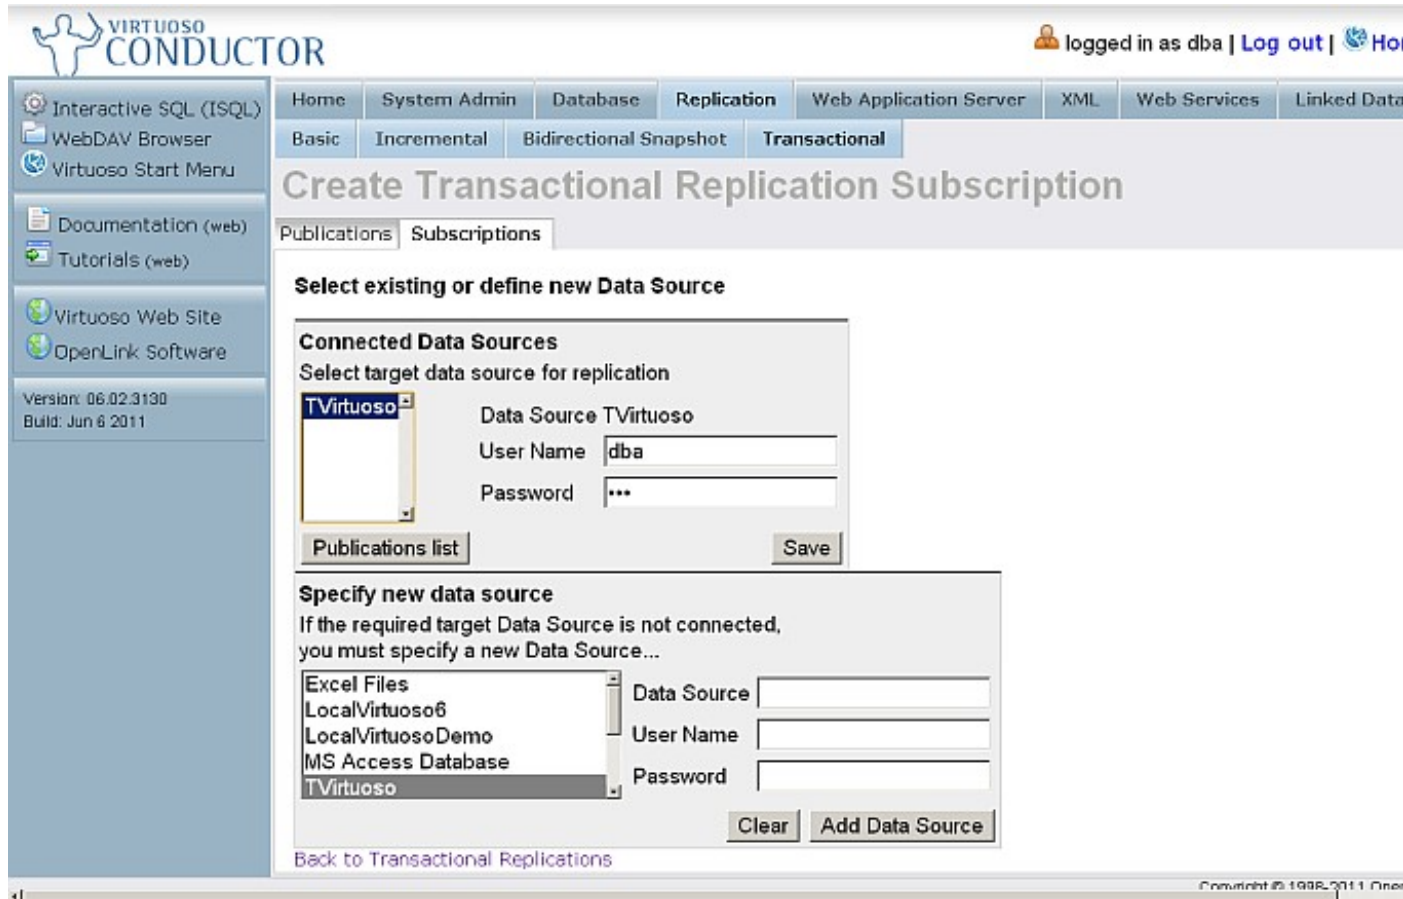 VIRTUOSO
CONDUCTOR
logged in as dba | Log out |
Interactive SQL (ISQL)
WebDAV Browser
Virtuoso Start Menu
Documentation (web)
Tutorials (web)
Virtuoso Web Site
OpenLink Software
Version: 06.02.3130
Build: Jun 6 2011
Home System Admin Database Replication Web Application Server XML Web Services Linked Data
Basic Incremental Bidirectional Snapshot Transactional
Create Transactional Replication Subscription
Publications Subscriptions
Select existing or define new Data Source
Connected Data Sources
Select target data source for replication
TVirtuoso
Data Source TVirtuoso
User Name dba
Password •••
Publications list Save
Specify new data source
If the required target Data Source is not connected,
you must specify a new Data Source...
Excel Files
LocalVirtuoso6
LocalVirtuosoDemo
MS Access Database
TVirtuoso
Data Source
User Name
Password
Clear Add Data Source
Back to Transactional Replications
Copyright © 1998-2011